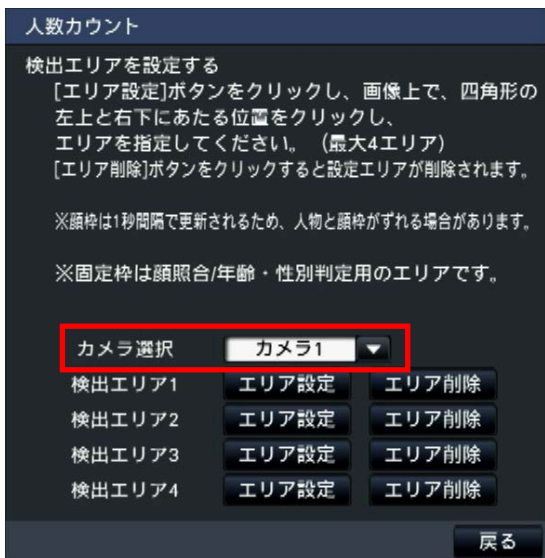 人数カウント
検出エリアを設定する
[エリア設定]ボタンをクリックし、画像上で、四角形の
左上と右下にあたる位置をクリックし、
エリアを指定してください。（最大4エリア）
[エリア削除]ボタンをクリックすると設定エリアが削除されます。
※顔枠は1秒間隔で更新されるため、人物と顔枠がずれる場合があります。
※固定枠は顔照合/年齢・性別判定用のエリアです。
カメラ選択 カメラ1
検出エリア1 エリア設定 エリア削除
検出エリア2 エリア設定 エリア削除
検出エリア3 エリア設定 エリア削除
検出エリア4 エリア設定 エリア削除
戻る